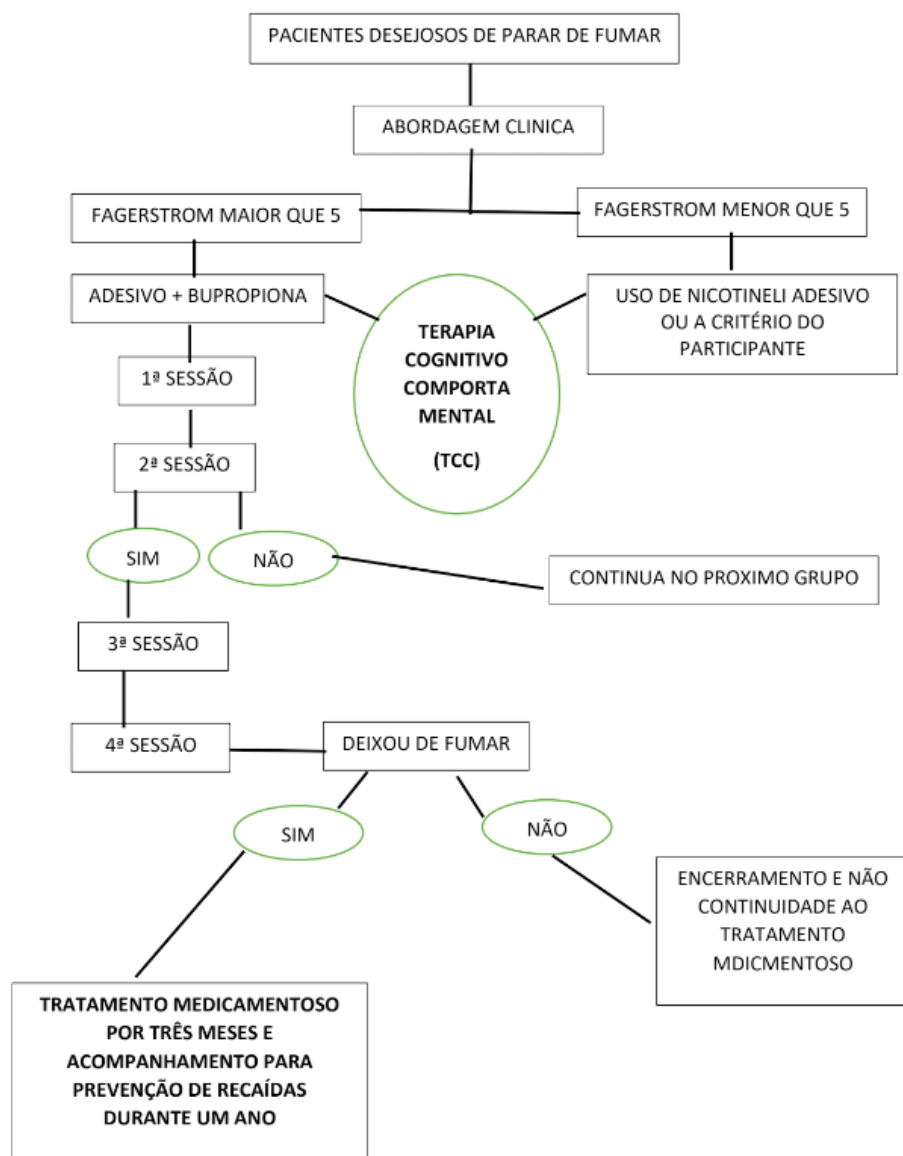 PACIENTES DESEJOSOS DE PARAR DE FUMAR
ABORDAGEM CLINICA
FAGERSTROM MAIOR QUE 5
FAGERSTROM MENOR QUE 5
ADESIVO + BUPROPIONA
TERAPIA
COGNITIVO
COMPORTA
MENTAL
(TCC)
USO DE NICOTINELI ADESIVO
OU A CRITÉRIO DO
PARTICIPANTE
1ª SESSÃO
2ª SESSÃO
SIM
NÃO
CONTINUA NO PROXIMO GRUPO
3ª SESSÃO
4ª SESSÃO
DEIXOU DE FUMAR
SIM
NÃO
ENCERRAMENTO E NÃO
CONTINUIDADE AO
TRATAMENTO
MDICMENTOSO
TRATAMENTO MEDICAMENTOSO
POR TRÊS MESES E
ACOMPANHAMENTO PARA
PREVENÇÃO DE RECAÍDAS
DURANTE UM ANO